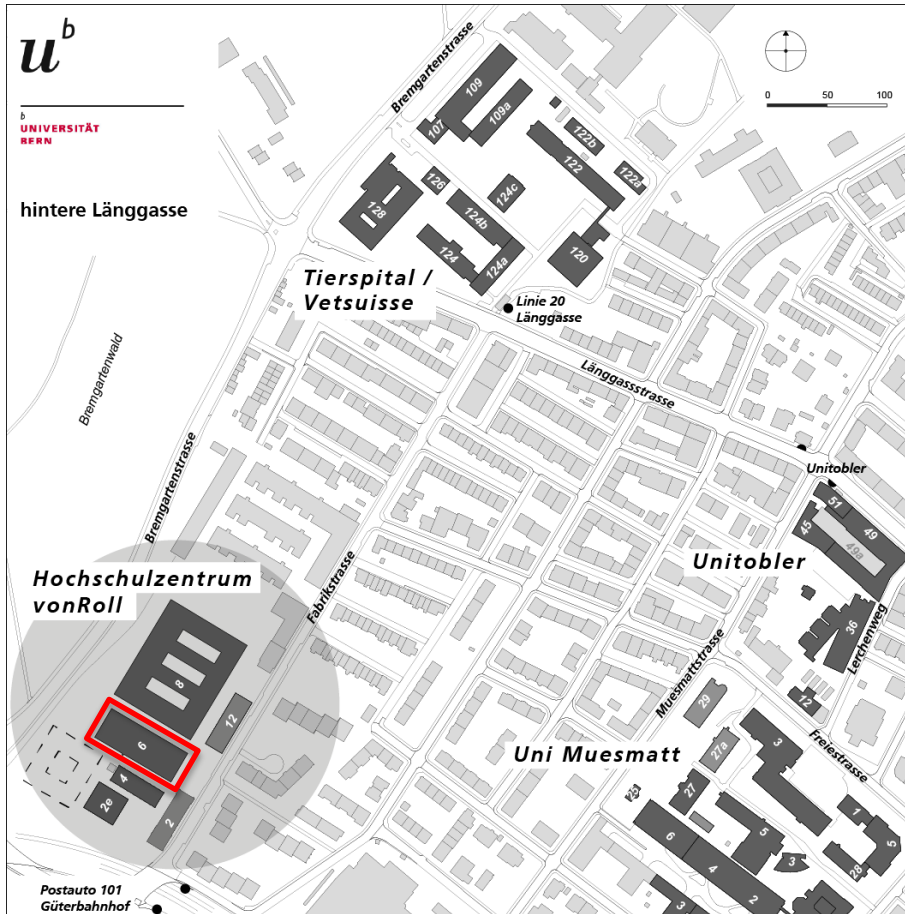 u b
b
UNIVERSITÄT
BERN
hintere Länggasse
0 50 100
Bremgartenstrasse
109
109a
107
122b
122
122a
126
124c
128
124b
124
124a
120
Tierspital /
Vetsuisse
Linie 20
Länggasse
Bremgartenwald
Länggassstrasse
Bremgartenstrasse
Unitobler
51
45
49
49a
Unitobler
36
Lerchenweg
Hochschulzentrum
vonRoll
Fabrikstrasse
8
12
6
4
2e
2
Muesmattstrasse
29
12
Freiestrasse
Uni Muesmatt
27a
3
25
27
1
5
5
6
4
3
28
3
2
Postauto 101
Güterbahnhof